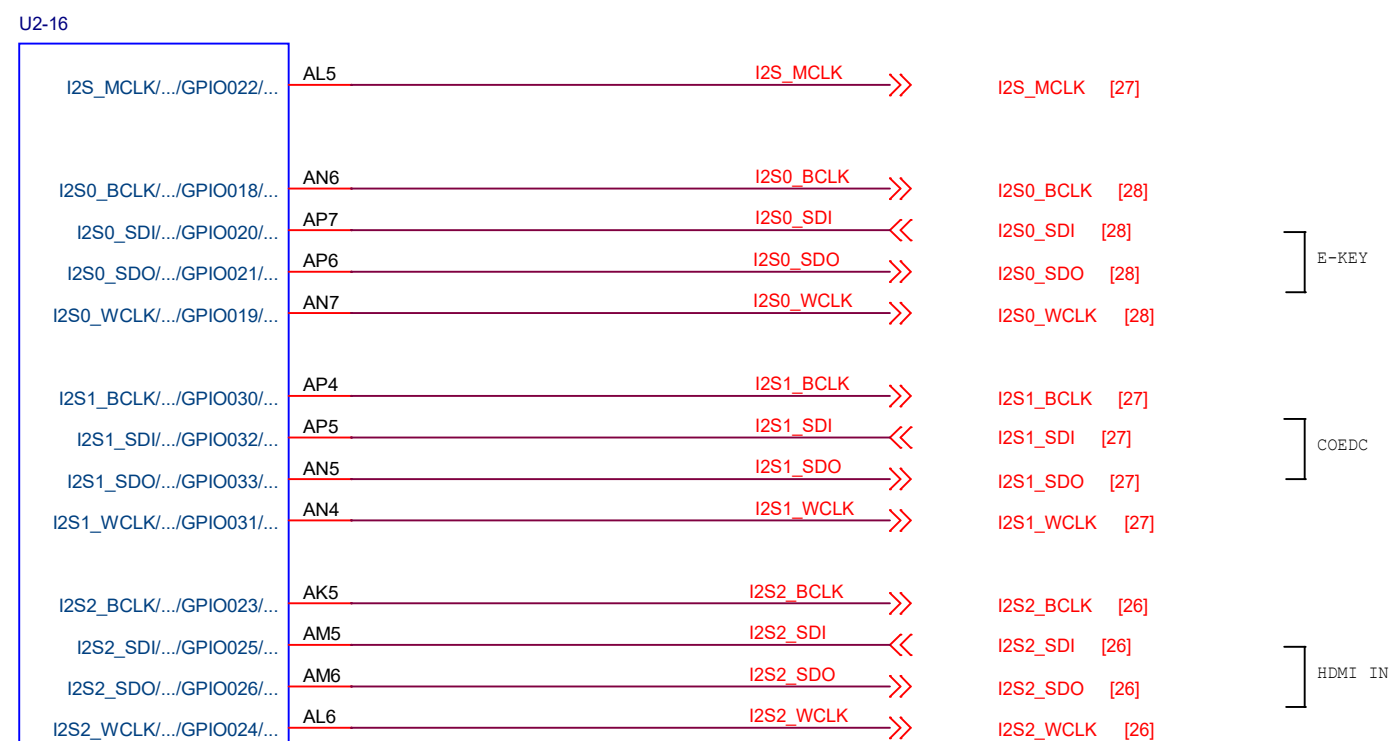 U2-16
I2S_MCLK/.../GPIO022/... AL5 I2S_MCLK I2S_MCLK [27]
I2S0_BCLK/.../GPIO018/... AN6 I2S0_BCLK I2S0_BCLK [28]
I2S0_SDI/.../GPIO020/... AP7 I2S0_SDI I2S0_SDI [28]
E-KEY
I2S0_SDO/.../GPIO021/... AP6 I2S0_SDO I2S0_SDO [28]
I2S0_WCLK/.../GPIO019/... AN7 I2S0_WCLK I2S0_WCLK [28]
I2S1_BCLK/.../GPIO030/... AP4 I2S1_BCLK I2S1_BCLK [27]
I2S1_SDI/.../GPIO032/... AP5 I2S1_SDI I2S1_SDI [27]
COEDC
I2S1_SDO/.../GPIO033/... AN5 I2S1_SDO I2S1_SDO [27]
I2S1_WCLK/.../GPIO031/... AN4 I2S1_WCLK I2S1_WCLK [27]
I2S2_BCLK/.../GPIO023/... AK5 I2S2_BCLK I2S2_BCLK [26]
I2S2_SDI/.../GPIO025/... AM5 I2S2_SDI I2S2_SDI [26]
HDMI IN
I2S2_SDO/.../GPIO026/... AM6 I2S2_SDO I2S2_SDO [26]
I2S2_WCLK/.../GPIO024/... AL6 I2S2_WCLK I2S2_WCLK [26]